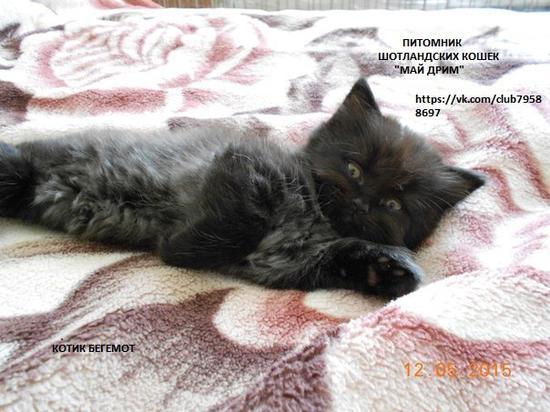 ПИТОМНИК
ШОТЛАНДСКИХ КОШЕК
"МАЙ ДРИМ"
https://vk.com/club7958
8697
КОТИК БЕГЕМОТ
12 05 2015